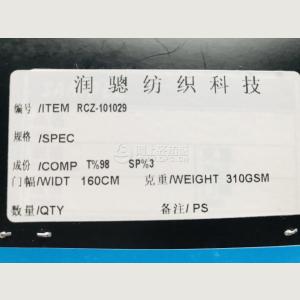 润骢纺织科技
编号 /ITEM RCZ-101029
规格 /SPEC
成份/COMP T%98 SP%3
门幅/WIDT 160CM 克重/WEIGHT 310GSM
数量/QTY 备注/PS